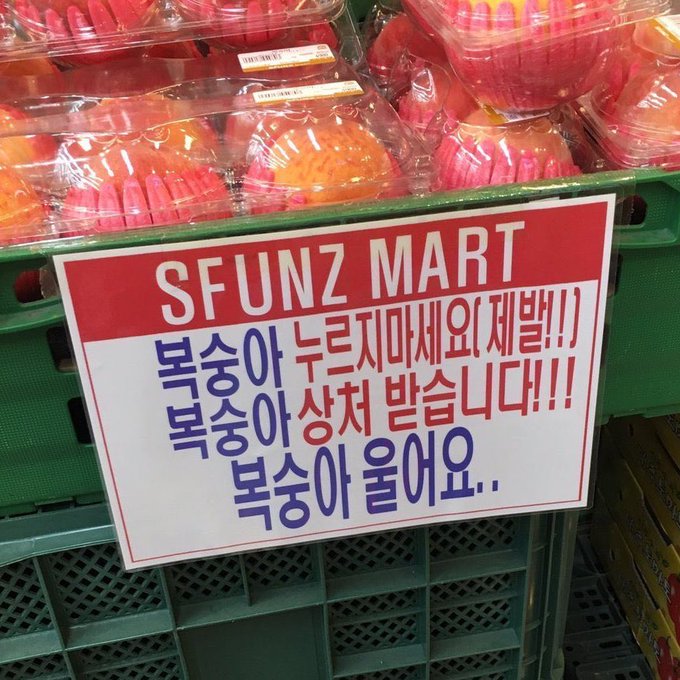 SFUNZ MART
복숭아 누르지마세요( 제발!!)
복숭아 상처 받습니다!!!
복숭아 울어요..